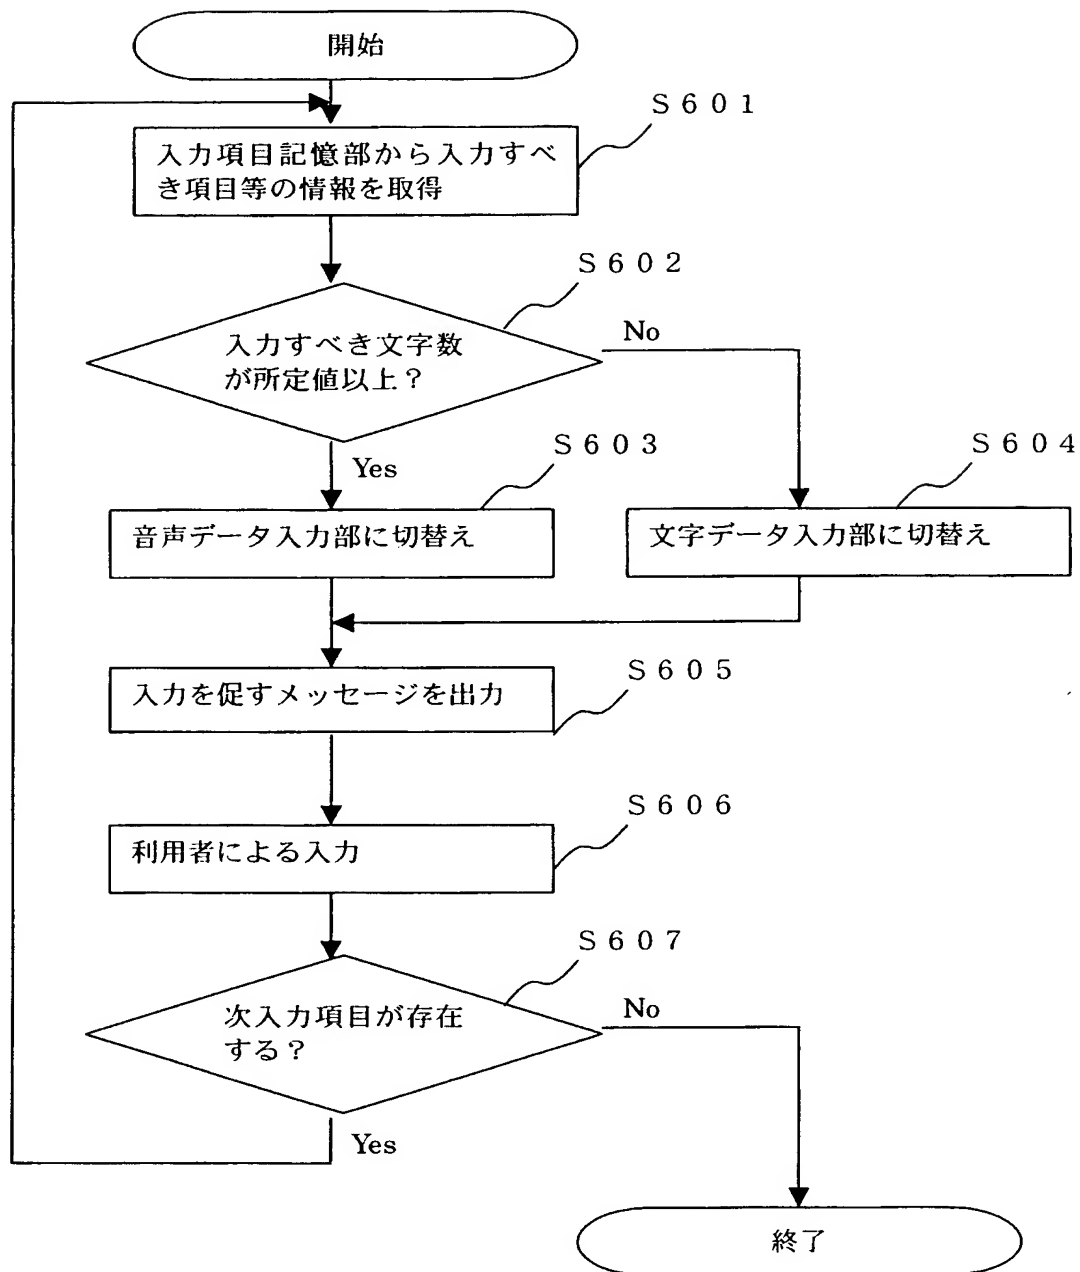 開始
S601
入力項目記憶部から入力すべ
き項目等の情報を取得
S602
入力すべき文字数
が所定値以上？
No
S603
Yes
S604
音声データ入力部に切替え
文字データ入力部に切替え
S605
入力を促すメッセージを出力
S606
利用者による入力
S607
次入力項目が存在
する？
No
Yes
終了